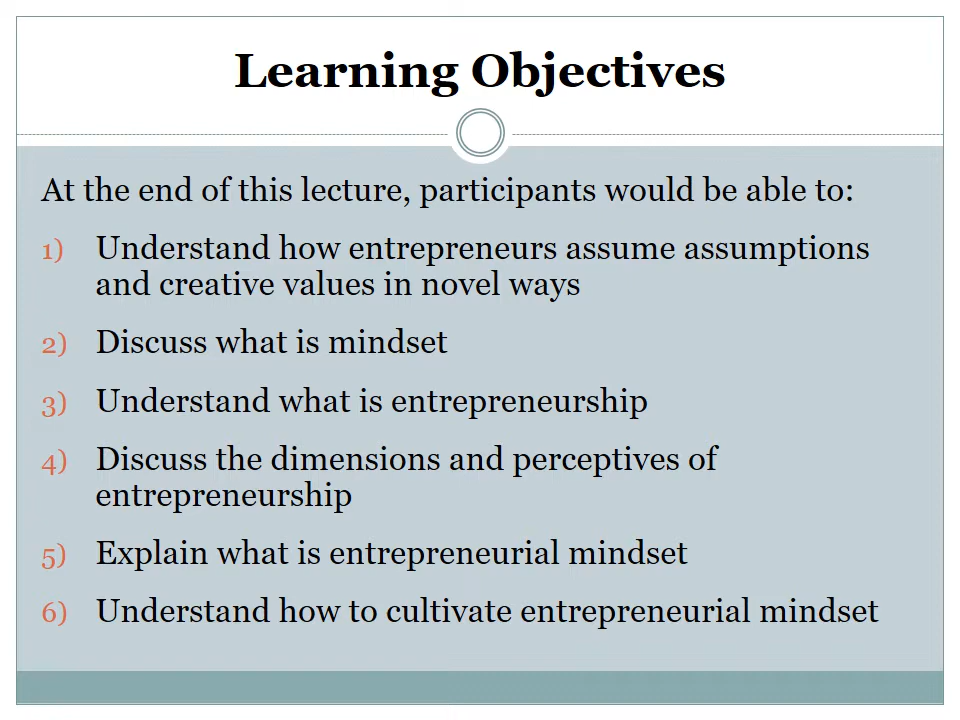 Learning Objectives
At the end of this lecture, participants would be able to:
1) Understand how entrepreneurs assume assumptions
and creative values in novel ways
2) Discuss what is mindset
3) Understand what is entrepreneurship
4) Discuss the dimensions and perceptives of
entrepreneurship
5) Explain what is entrepreneurial mindset
6) Understand how to cultivate entrepreneurial mindset